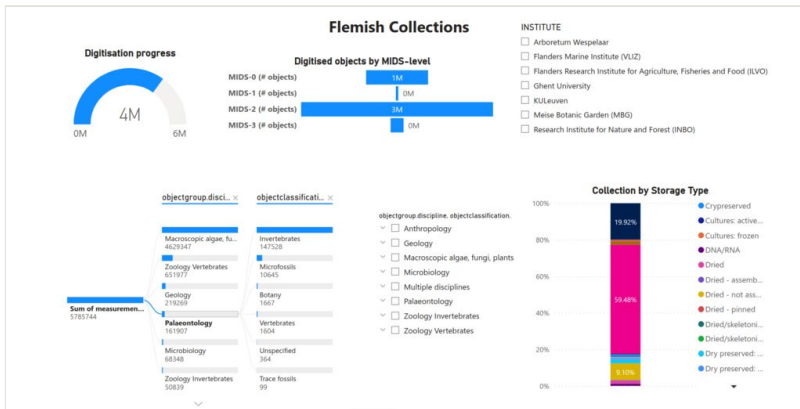 Flemish Collections
Digitisation progress
4M
0M
6M
Digitised objects by MIDS-level
MIDS-0 (# objects)
1M
MIDS-1 (# objects)
0M
MIDS-2 (# objects)
3M
MIDS-3 (# objects)
0M
INSTITUTE
Arboretum Wespelaar
Flanders Marine Institute (VLIZ)
Flanders Research Institute for Agriculture, Fisheries and Food (ILVO)
Ghent University
KULeuven
Meise Botanic Garden (MBG)
Research Institute for Nature and Forest (INBO)
Sum of measuremen...
5785744
objectgroup.disci...
Macroscopic algae, fu...
4629347
Zoology Vertebrates
651977
Geology
219269
Palaeontology
161907
Microbiology
68348
Zoology Invertebrates
50839
objectclassificati...
Invertebrates
147528
Microfossils
10645
Botany
1667
Vertebrates
1604
Unspecified
364
Trace fossils
99
objectgroup.discipline. objectclassification.
Anthropology
Geology
Macroscopic algae, fungi, plants
Microbiology
Multiple disciplines
Palaeontology
Zoology Invertebrates
Zoology Vertebrates
Collection by Storage Type
100%
80%
60%
40%
20%
0%
19.92%
59.48%
9.10%
Crypreserved
Cultures: active...
Cultures: frozen
DNA/RNA
Dried
Dried - assemb...
Dried - not ass...
Dried - pinned
Dried/skeletoni...
Dried/skeletoni...
Dry preserved: ...
Dry preserved: ...